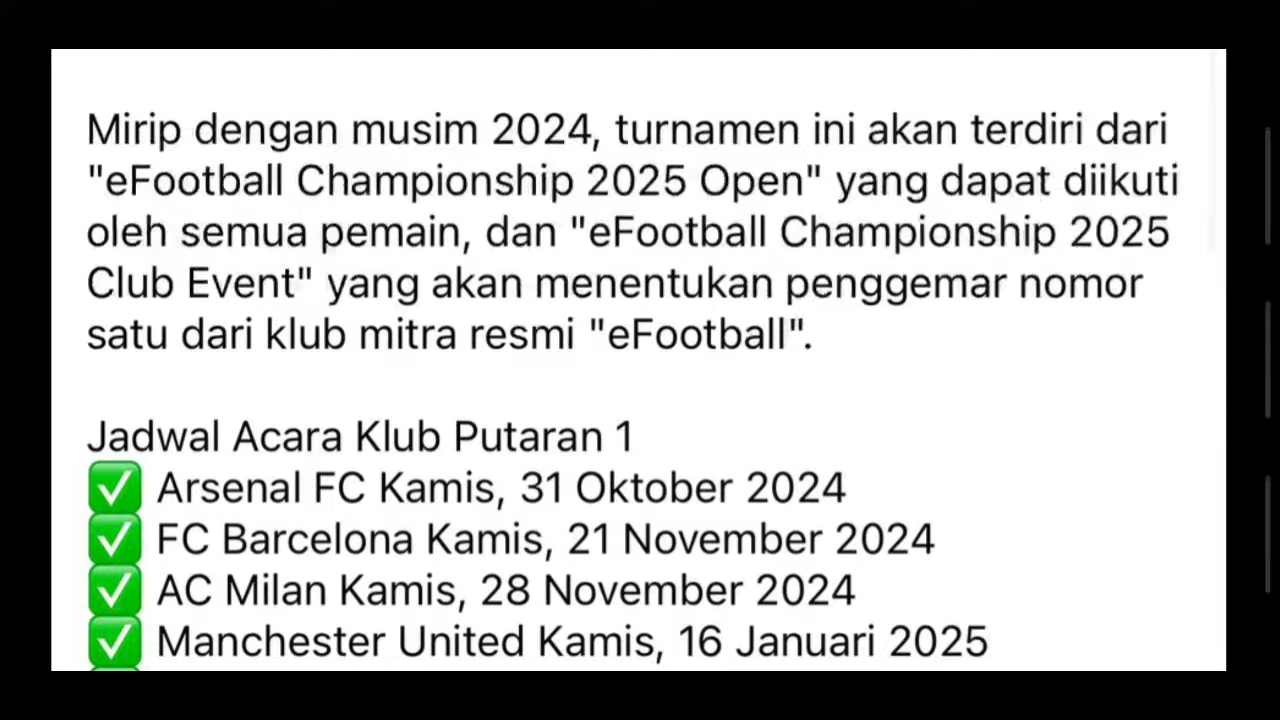 Mirip dengan musim 2024, turnamen ini akan terdiri dari
"eFootball Championship 2025 Open" yang dapat diikuti
oleh semua pemain, dan "eFootball Championship 2025
Club Event" yang akan menentukan penggemar nomor
satu dari klub mitra resmi "eFootball".
Jadwal Acara Klub Putaran 1
✅ Arsenal FC Kamis, 31 Oktober 2024
✅ FC Barcelona Kamis, 21 November 2024
✅ AC Milan Kamis, 28 November 2024
✅ Manchester United Kamis, 16 Januari 2025